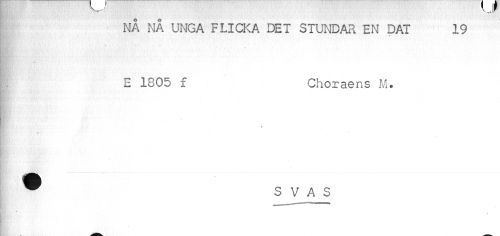 NÅ NÅ UNGA FLICKA DET STUNDAR EN DAT 19
E 1805 f Choraens M.
S V A S